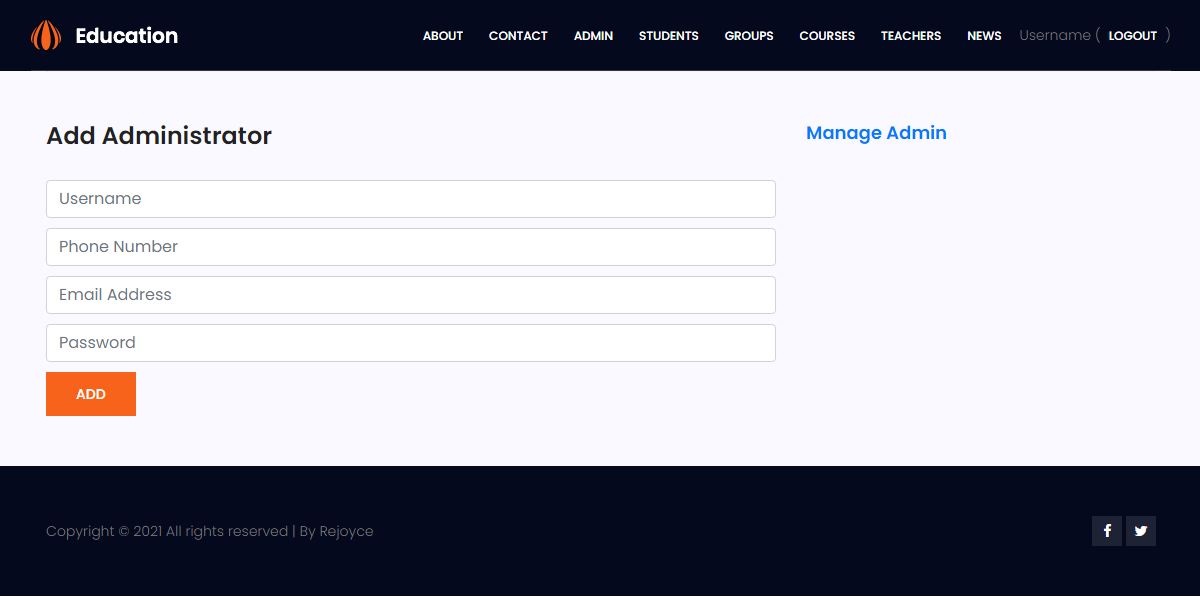 Education
ABOUT CONTACT ADMIN STUDENTS GROUPS COURSES TEACHERS NEWS Username ( LOGOUT )
Add Administrator
Manage Admin
Username
Phone Number
Email Address
Password
ADD
Copyright © 2021 All rights reserved | By Rejoyce